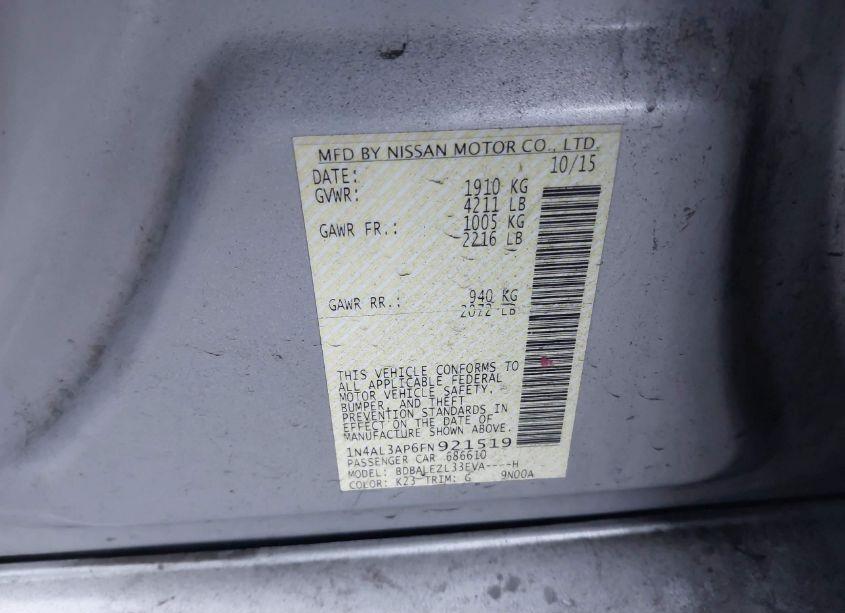 MFD BY NISSAN MOTOR CO., LTD.
DATE: 10/15
GVWR: 1910 KG
4211 LB
GAWR FR.: 1005 KG
2216 LB
GAWR RR.: 940 KG
2072 LB
THIS VEHICLE CONFORMS TO
ALL APPLICABLE FEDERAL
MOTOR VEHICLE SAFETY,
BUMPER, AND THEFT
PREVENTION STANDARDS IN
EFFECT ON THE DATE OF
MANUFACTURE SHOWN ABOVE.
1N4AL3AP6FN921519
PASSENGER CAR 686610
MODEL: BDBALEZL33EVA----H
COLOR: K23 TRIM: G 9N00A